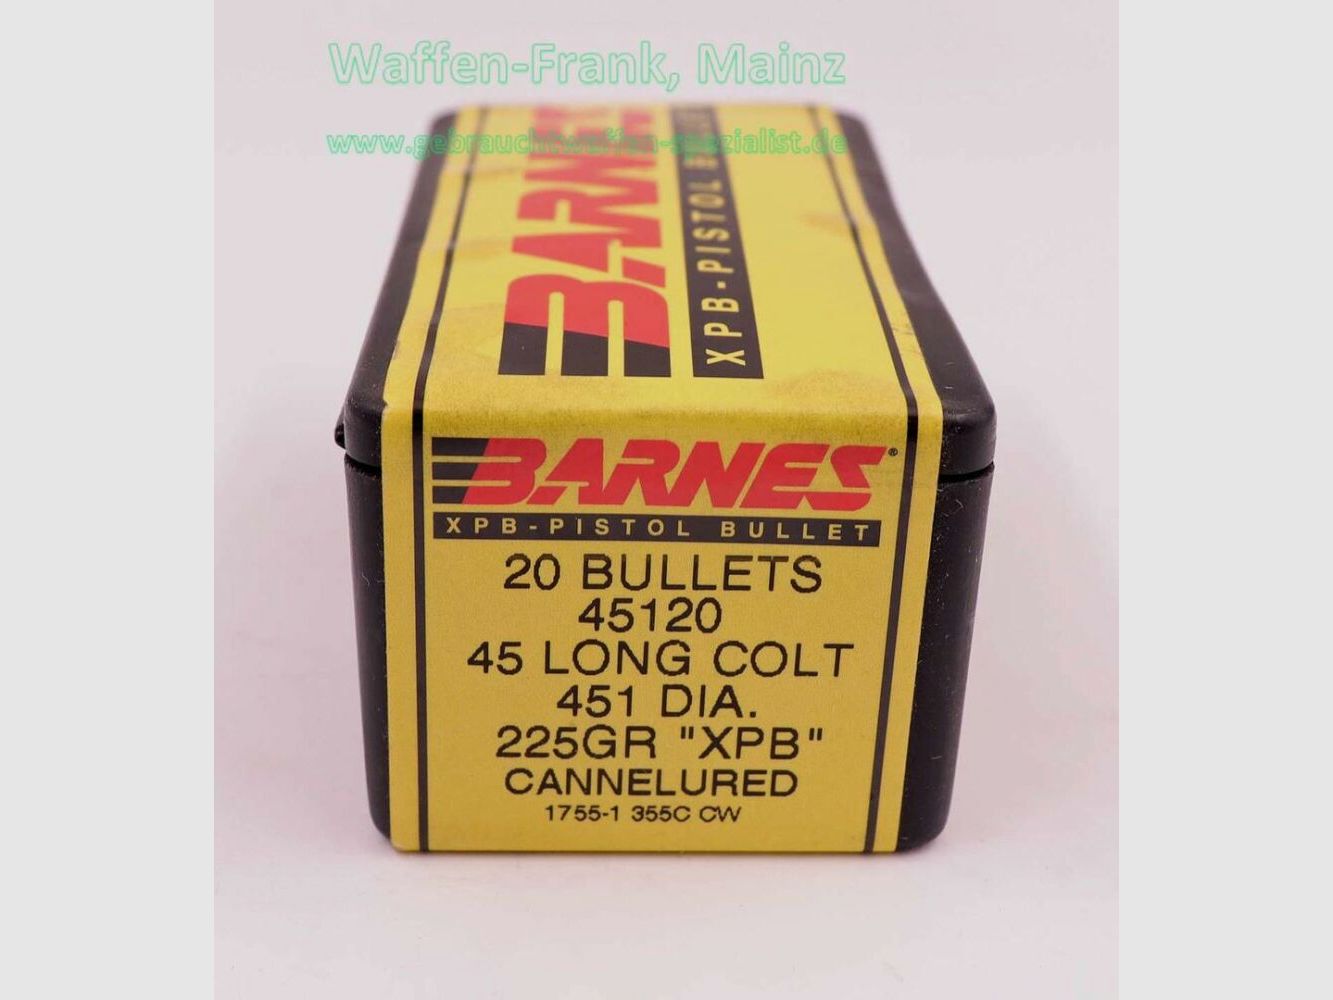 Waffen-Frank, Mainz
www.gebrauchtwaffen-spezialist.de
BARNES
XPB-PISTOL
BARNES®
XPB-PISTOL BULLET
20 BULLETS
45120
45 LONG COLT
451 DIA.
225GR "XPB"
CANNELURED
1755-1 355C CW